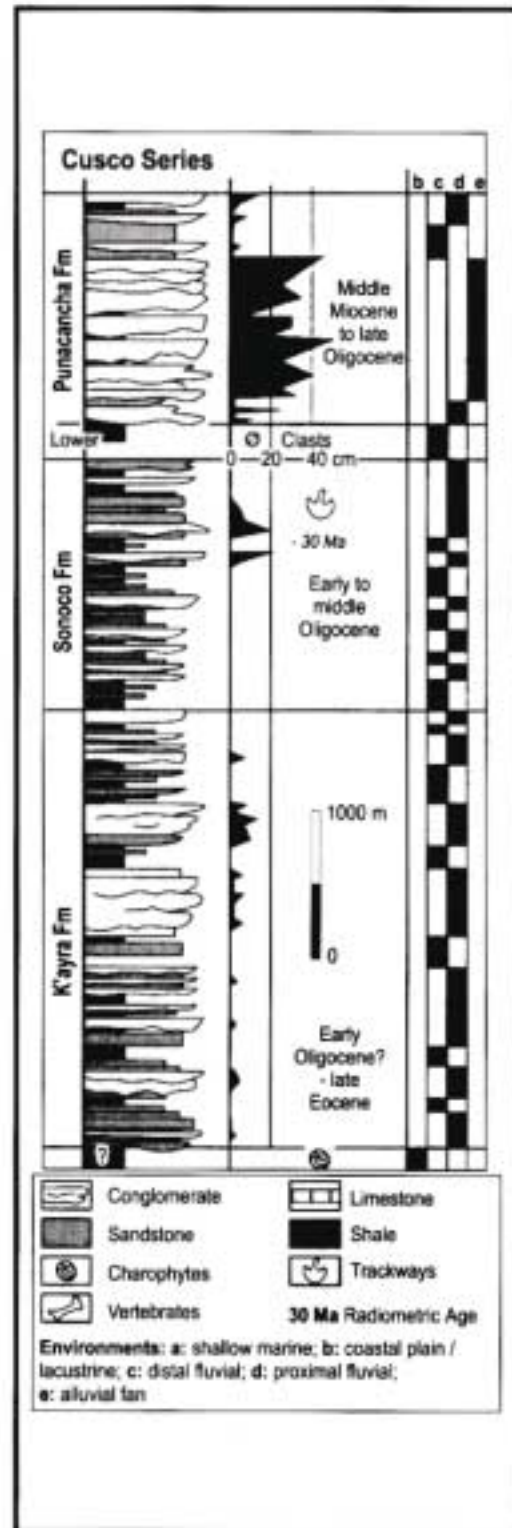 Cusco Series
b c d e
Punacancha Fm
Middle
Miocene
to late
Oligocene
Lower
Ø Clasts
0 20 40 cm
Sonoco Fm
- 30 Ma
Early to
middle
Oligocene
K'ayra Fm
1000 m
0
Early
Oligocene?
- late
Eocene
?
Conglomerate
Limestone
Sandstone
Shale
Charophytes
Trackways
Vertebrates
30 Ma Radiometric Age
Environments: a: shallow marine; b: coastal plain /
lacustrine; c: distal fluvial; d: proximal fluvial;
e: alluvial fan